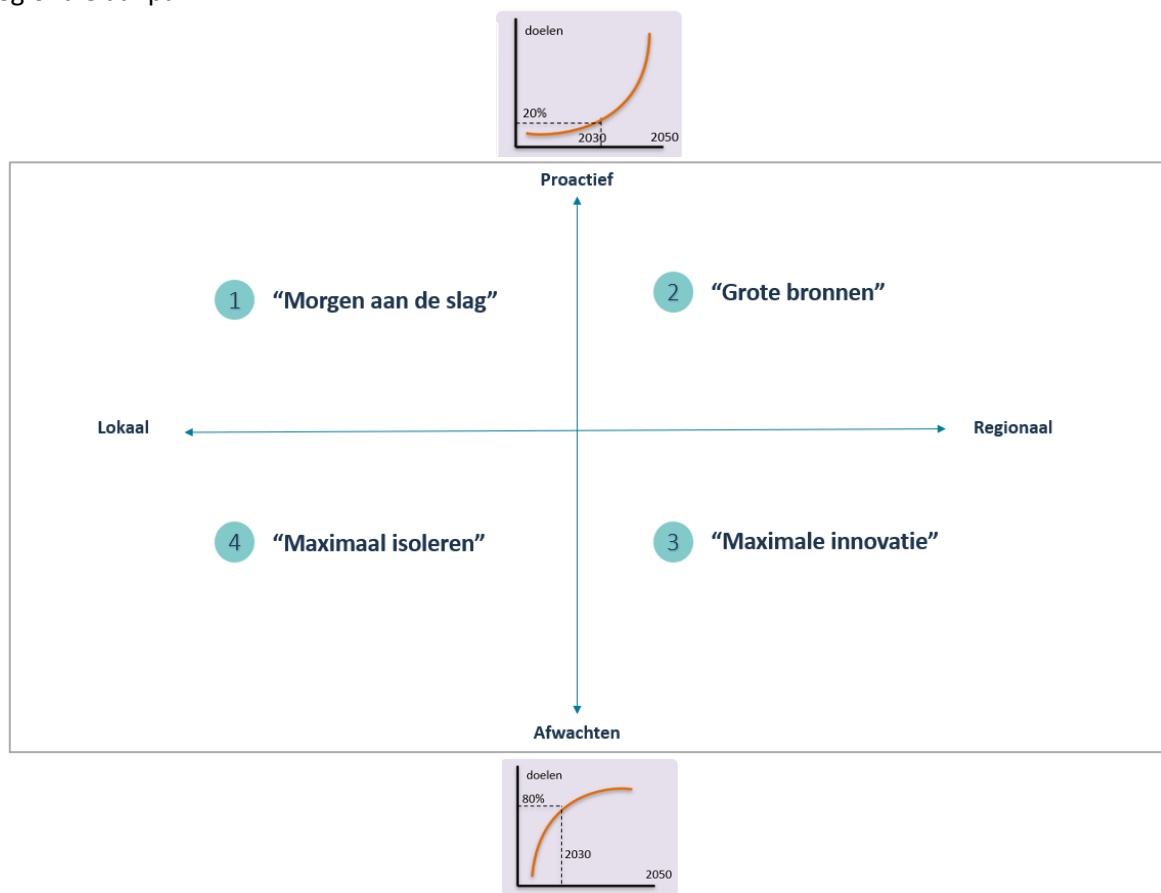 doelen
20%
2030 2050
Proactief
1 “Morgen aan de slag”
2 “Grote bronnen”
Lokaal
Regionaal
4 “Maximaal isoleren”
3 “Maximale innovatie”
Afwachten
doelen
80%
2030
2050